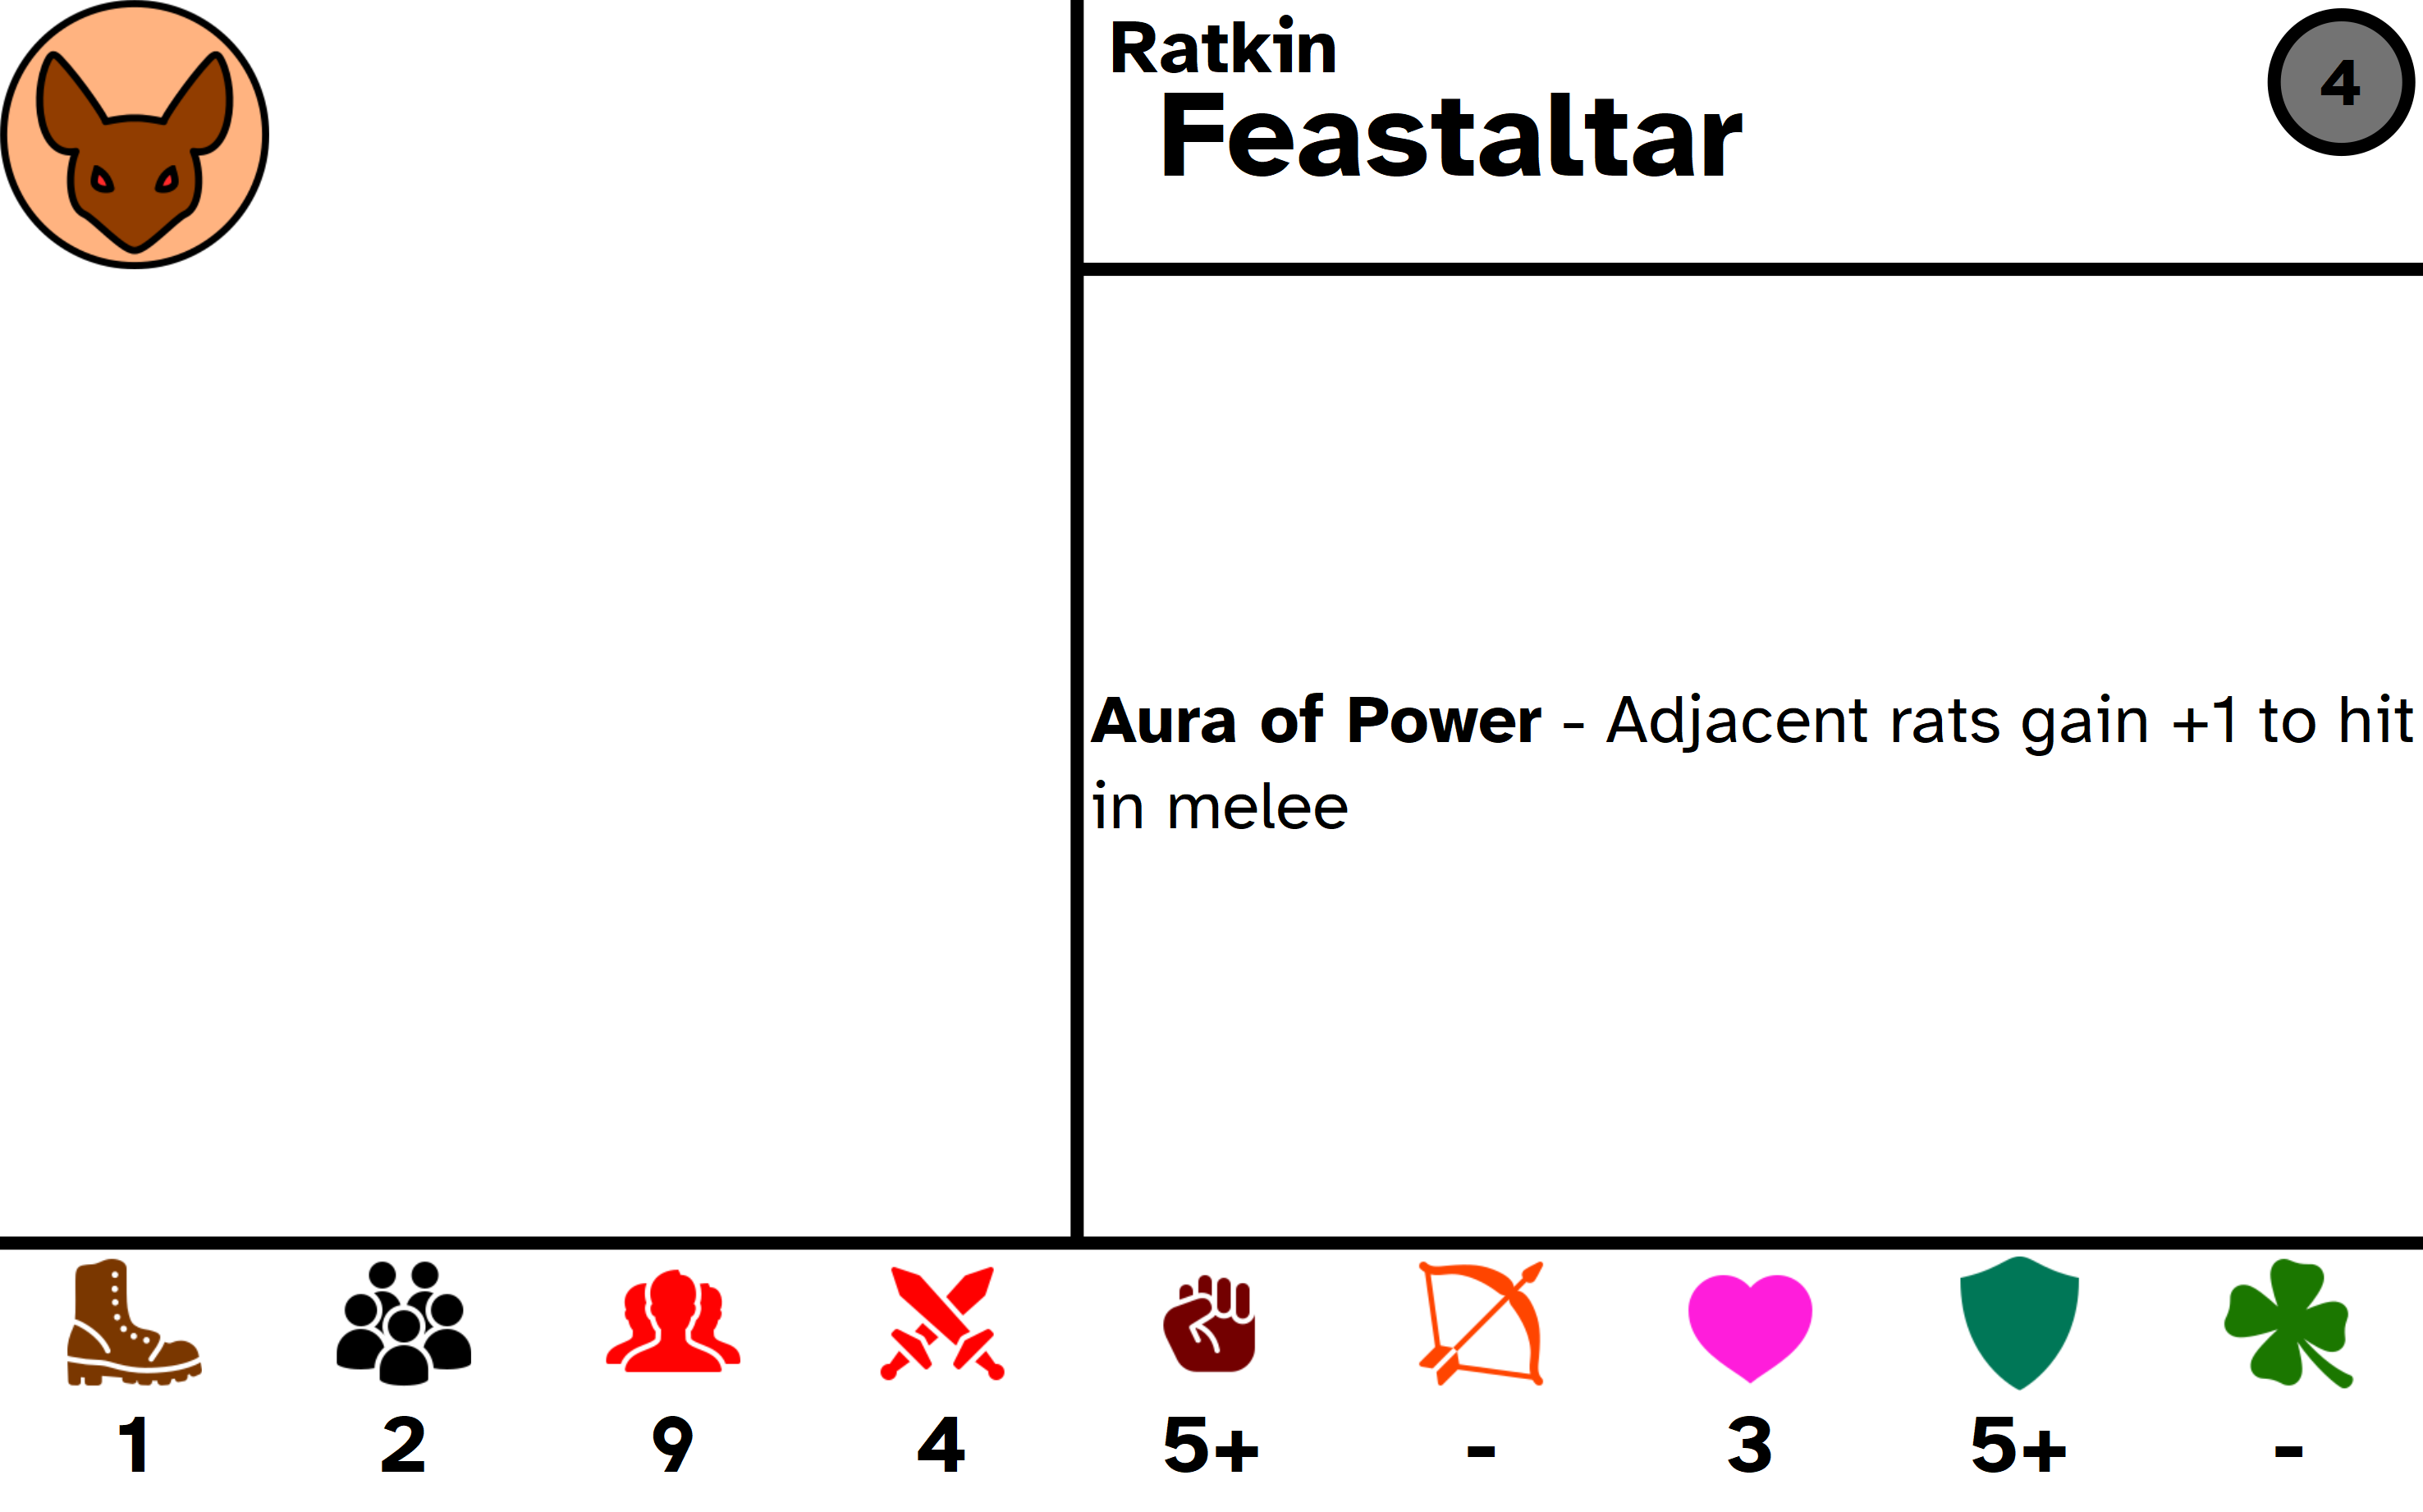 Ratkin
Feastaltar
4
Aura of Power - Adjacent rats gain +1 to hit
in melee
1 2 9 4 5+ - 3 5+ -